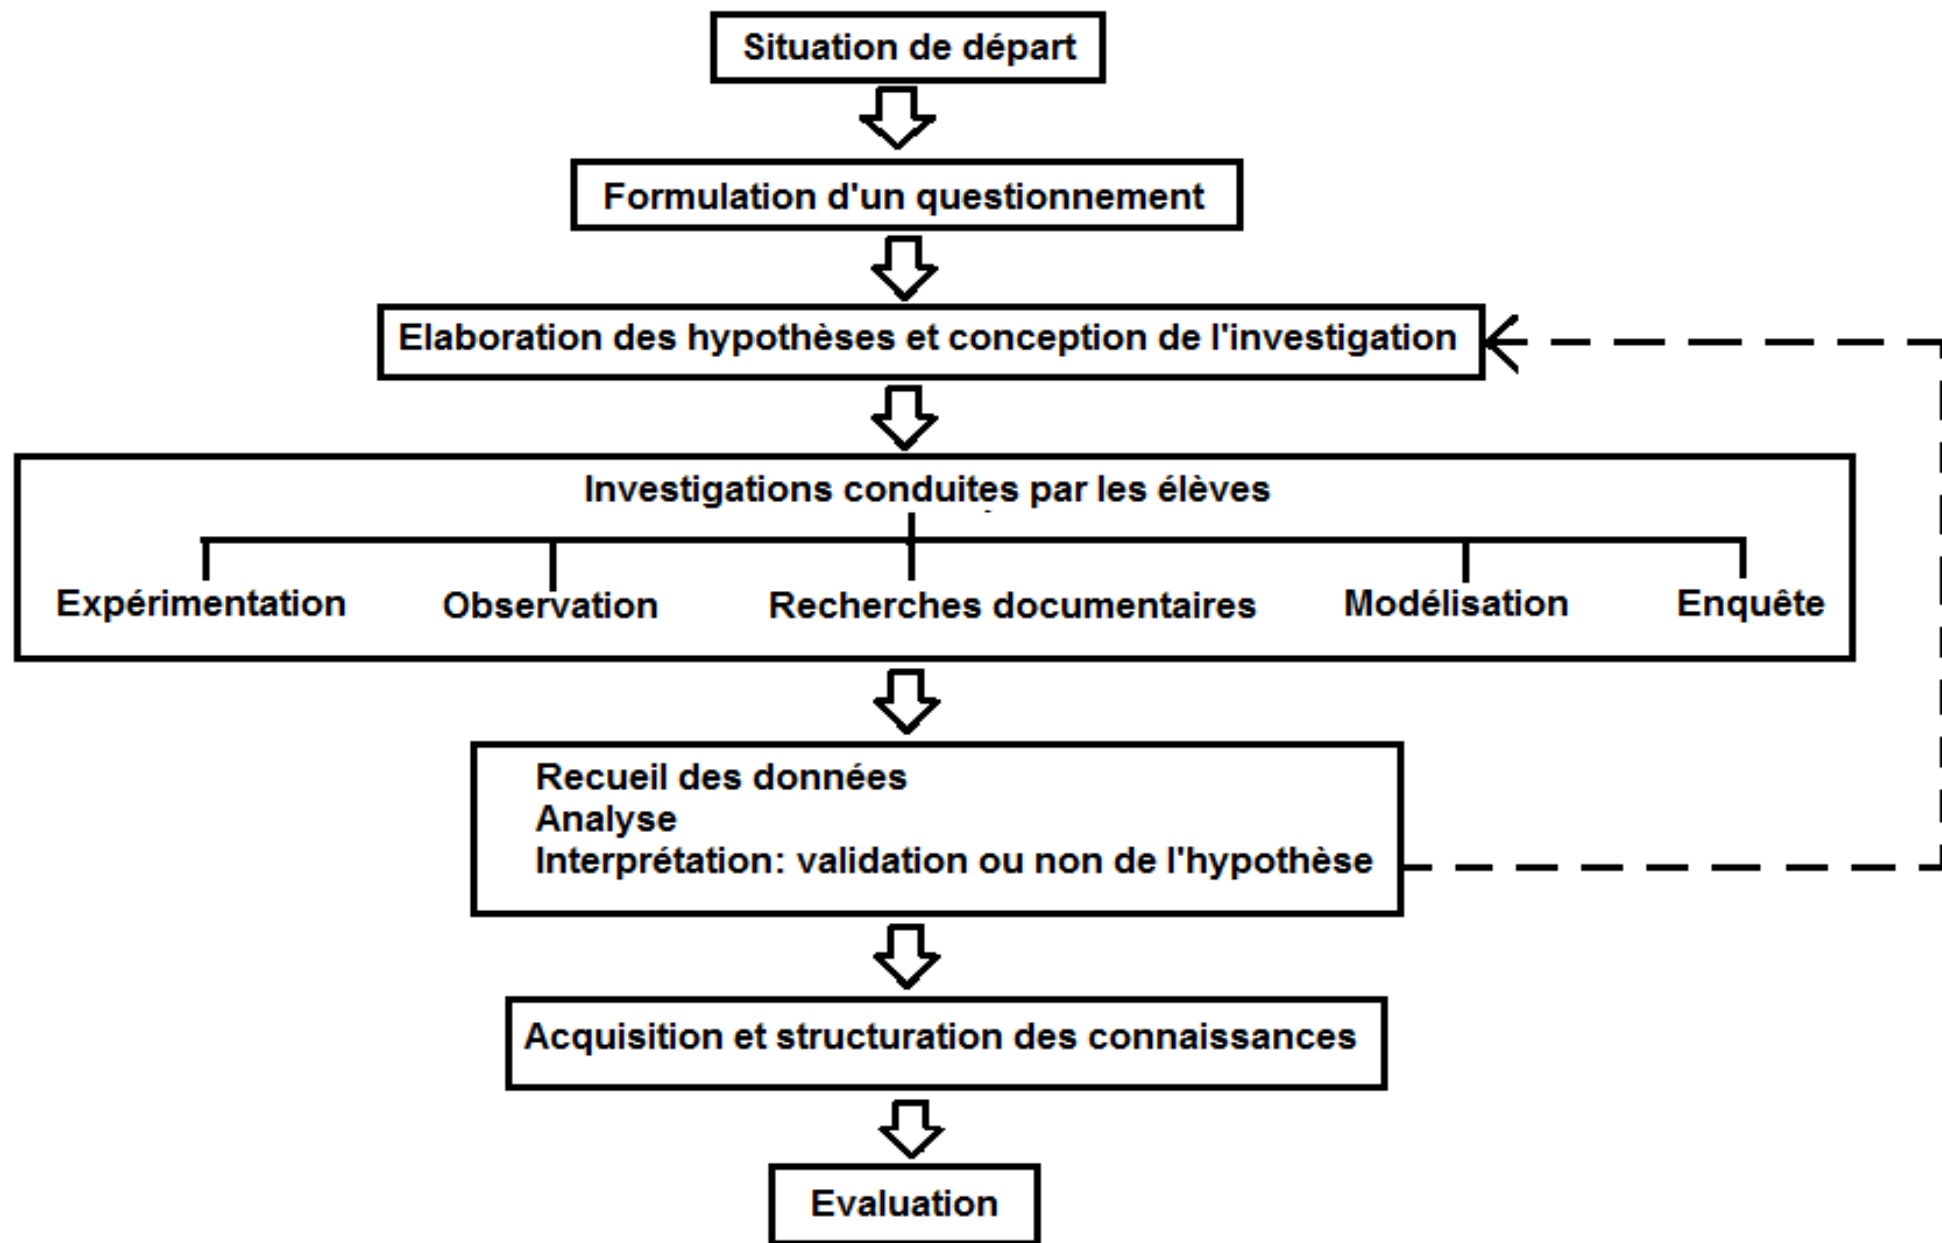 Situation de départ
Formulation d'un questionnement
Elaboration des hypothèses et conception de l'investigation
Investigations conduites par les élèves
Expérimentation
Observation
Recherches documentaires
Modélisation
Enquête
Recueil des données
Analyse
Interprétation: validation ou non de l'hypothèse
Acquisition et structuration des connaissances
Evaluation